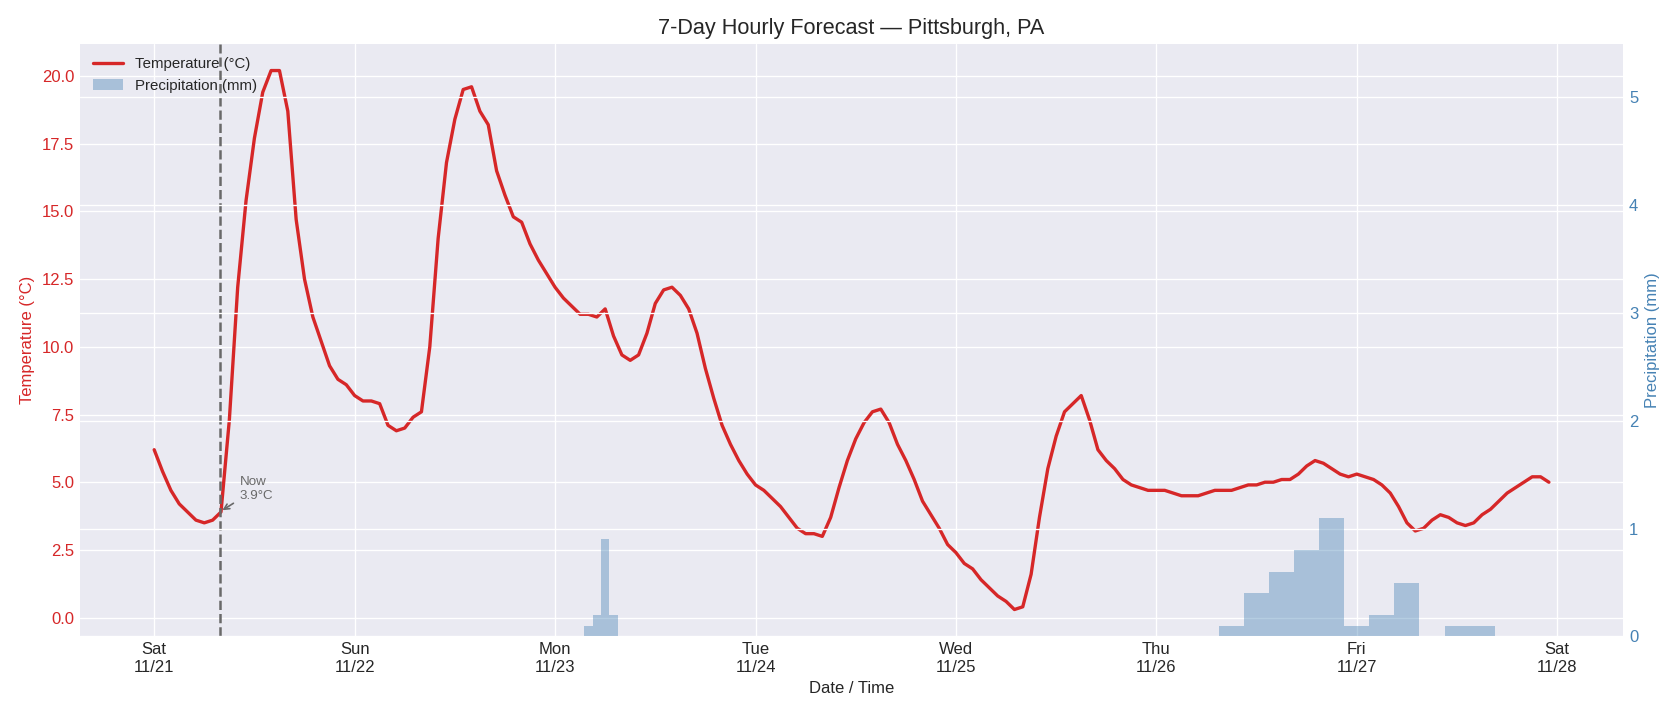 7-Day Hourly Forecast — Pittsburgh, PA
Temperature (°C)
Precipitation (mm)
20.0
17.5
15.0
12.5
10.0
7.5
5.0
2.5
0.0
Temperature (°C)
Now
3.9°C
5
4
3
2
1
0
Precipitation (mm)
Sat
11/21
Sun
11/22
Mon
11/23
Tue
11/24
Wed
11/25
Thu
11/26
Fri
11/27
Sat
11/28
Date / Time